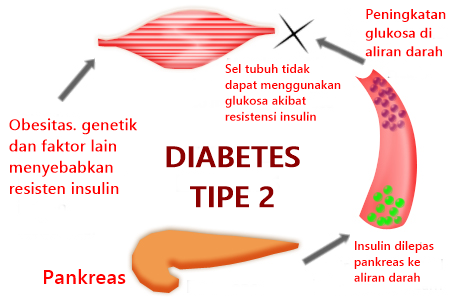 Peningkatan
glukosa di
aliran darah
Sel tubuh tidak
dapat menggunakan
glukosa akibat
resistensi insulin
Obesitas. genetik
dan faktor lain
menyebabkan
resisten insulin
DIABETES
TIPE 2
Insulin dilepas
pankreas ke
aliran darah
Pankreas